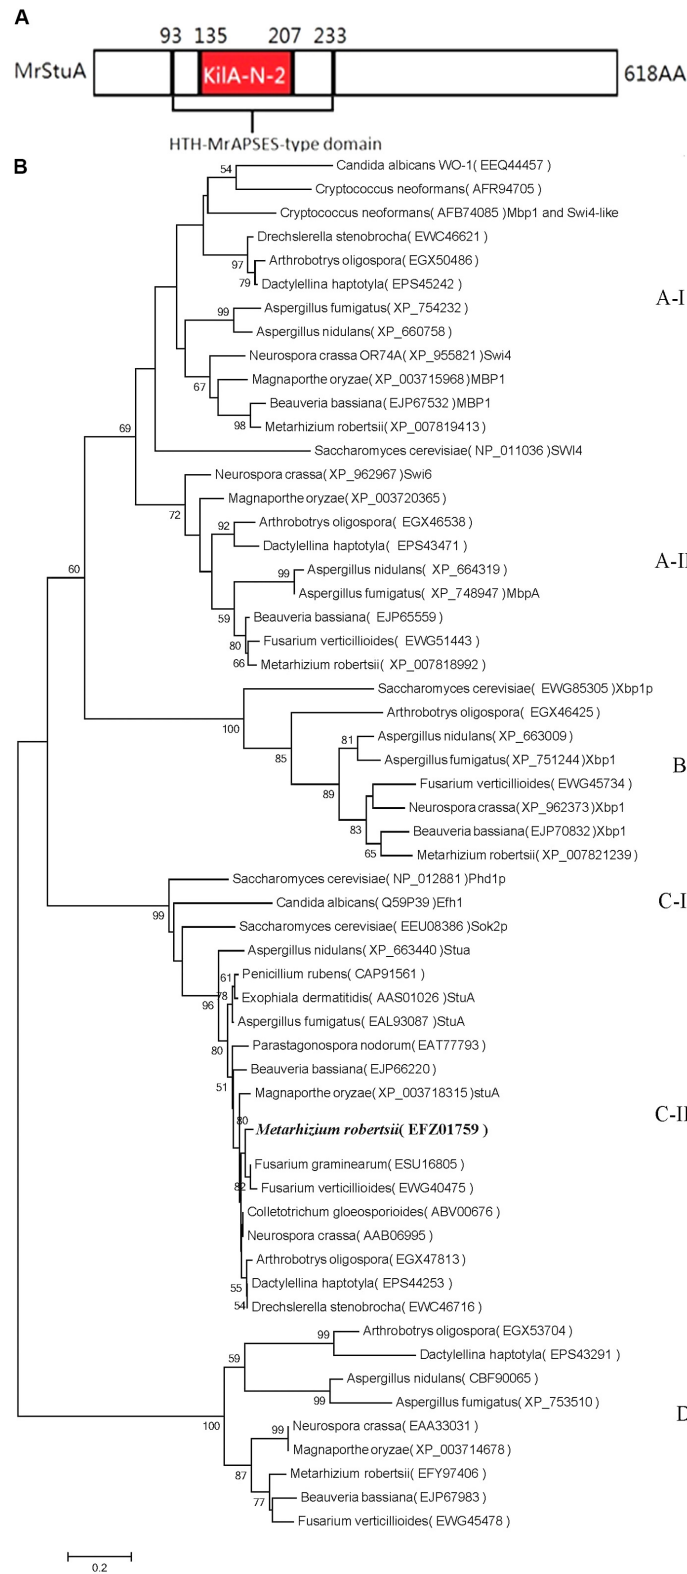 A
93 135 207 233
MrStuA
KilA-N-2
618AA
HTH-MrAPSES-type domain
B
54
Candida albicans WO-1( EEQ44457 )
Cryptococcus neoformans( AFR94705 )
Cryptococcus neoformans( AFB74085 )Mbp1 and Swi4-like
Drechslerella stenobrocha( EWC46621 )
97
Arthrobotrys oligospora( EGX50486 )
79
Dactylellina haptotyla( EPS45242 )
A-I
99
Aspergillus fumigatus( XP_754232 )
Aspergillus nidulans( XP_660758 )
Neurospora crassa OR74A( XP_955821 )Swi4
67
Magnaporthe oryzae( XP_003715968 )MBP1
Beauveria bassiana( EJP67532 )MBP1
98
Metarhizium robertsii( XP_007819413 )
69
Saccharomyces cerevisiae( NP_011036 )SWI4
Neurospora crassa( XP_962967 )Swi6
72
Magnaporthe oryzae( XP_003720365 )
92
Arthrobotrys oligospora( EGX46538 )
Dactylellina haptotyla( EPS43471 )
A-II
60
99
Aspergillus nidulans( XP_664319 )
Aspergillus fumigatus( XP_748947 )MbpA
59
Beauveria bassiana( EJP65559 )
80
Fusarium verticillioides( EWG51443 )
66
Metarhizium robertsii( XP_007818992 )
Saccharomyces cerevisiae( EWG85305 )Xbp1p
100
Arthrobotrys oligospora( EGX46425 )
81
Aspergillus nidulans( XP_663009 )
85
Aspergillus fumigatus( XP_751244 )Xbp1
B
89
Fusarium verticillioides( EWG45734 )
Neurospora crassa( XP_962373 )Xbp1
83
Beauveria bassiana( EJP70832 )Xbp1
65
Metarhizium robertsii( XP_007821239 )
Saccharomyces cerevisiae( NP_012881 )Phd1p
99
Candida albicans( Q59P39 )Efh1
C-I
Saccharomyces cerevisiae( EEU08386 )Sok2p
Aspergillus nidulans( XP_663440 )Stua
61
Penicillium rubens( CAP91561 )
78
96
Exophiala dermatitidis( AAS01026 )StuA
Aspergillus fumigatus( EAL93087 )StuA
80
Parastagonospora nodorum( EAT77793 )
Beauveria bassiana( EJP66220 )
51
Magnaporthe oryzae( XP_003718315 )stuA
80
C-II
Metarhizium robertsii( EFZ01759 )
Fusarium graminearum( ESU16805 )
82
Fusarium verticillioides( EWG40475 )
Colletotrichum gloeosporioides( ABV00676 )
Neurospora crassa( AAB06995 )
Arthrobotrys oligospora( EGX47813 )
55
Dactylellina haptotyla( EPS44253 )
54
Drechslerella stenobrocha( EWC46716 )
99
Arthrobotrys oligospora( EGX53704 )
59
Dactylellina haptotyla( EPS43291 )
Aspergillus nidulans( CBF90065 )
99
Aspergillus fumigatus( XP_753510 )
D
100
99
Neurospora crassa( EAA33031 )
Magnaporthe oryzae( XP_003714678 )
87
Metarhizium robertsii( EFY97406 )
77
Beauveria bassiana( EJP67983 )
Fusarium verticillioides( EWG45478 )
0.2